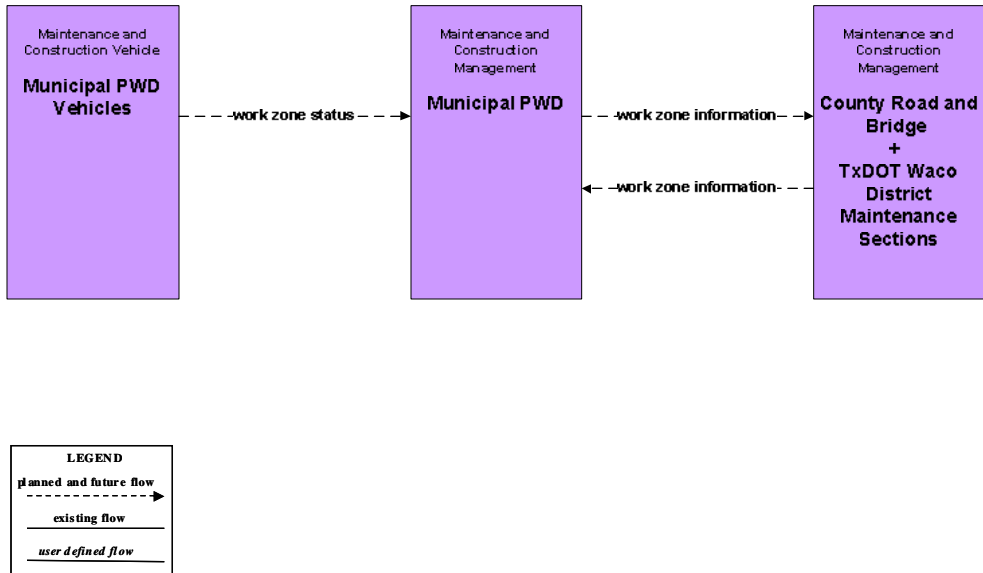 Maintenance and
Construction Vehicle
Municipal PWD
Vehicles
work zone status
Maintenance and
Construction
Management
Municipal PWD
work zone information
work zone information
Maintenance and
Construction
Management
County Road and
Bridge
+
TxDOT Waco
District
Maintenance
Sections
LEGEND
planned and future flow
existing flow
user defined flow